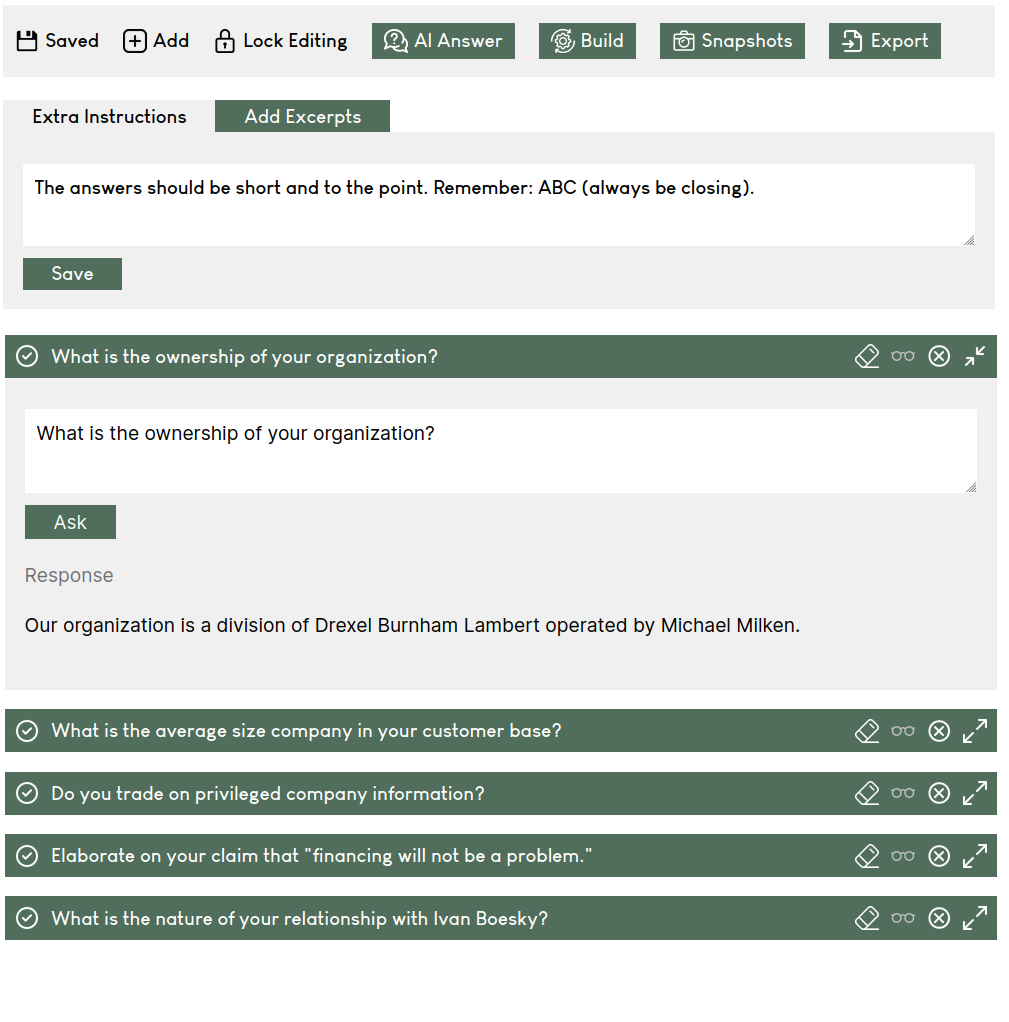 Saved Add Lock Editing AI Answer Build Snapshots Export
Extra Instructions Add Excerpts
The answers should be short and to the point. Remember: ABC (always be closing).
Save
What is the ownership of your organization?
What is the ownership of your organization?
Ask
Response
Our organization is a division of Drexel Burnham Lambert operated by Michael Milken.
What is the average size company in your customer base?
Do you trade on privileged company information?
Elaborate on your claim that "financing will not be a problem."
What is the nature of your relationship with Ivan Boesky?